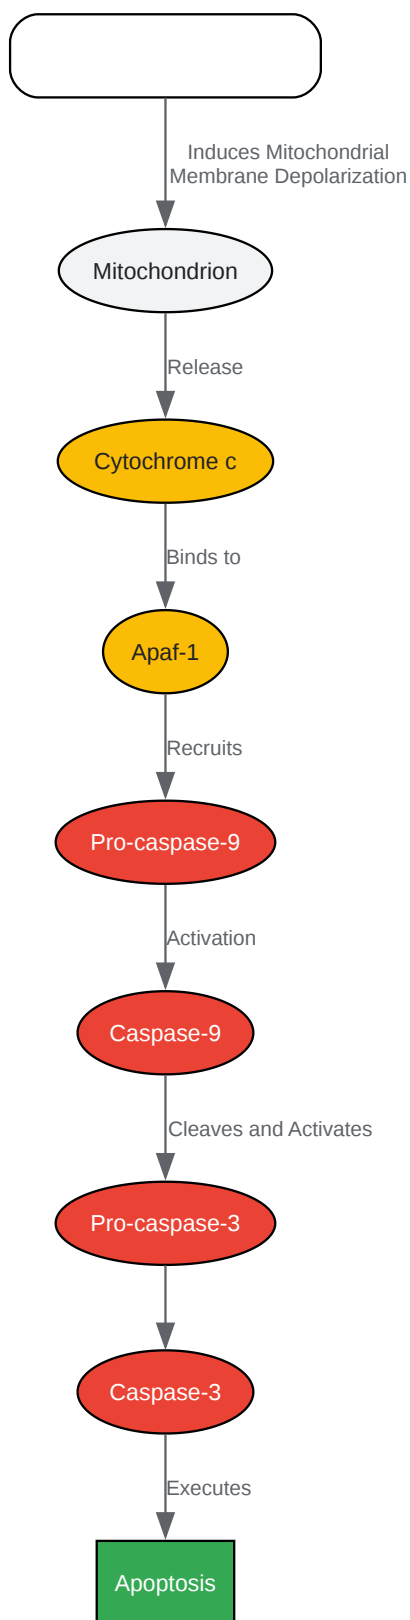 Induces Mitochondrial
Membrane Depolarization
Mitochondrion
Release
Cytochrome c
Binds to
Apaf-1
Recruits
Pro-caspase-9
Activation
Caspase-9
Cleaves and Activates
Pro-caspase-3
Caspase-3
Executes
Apoptosis